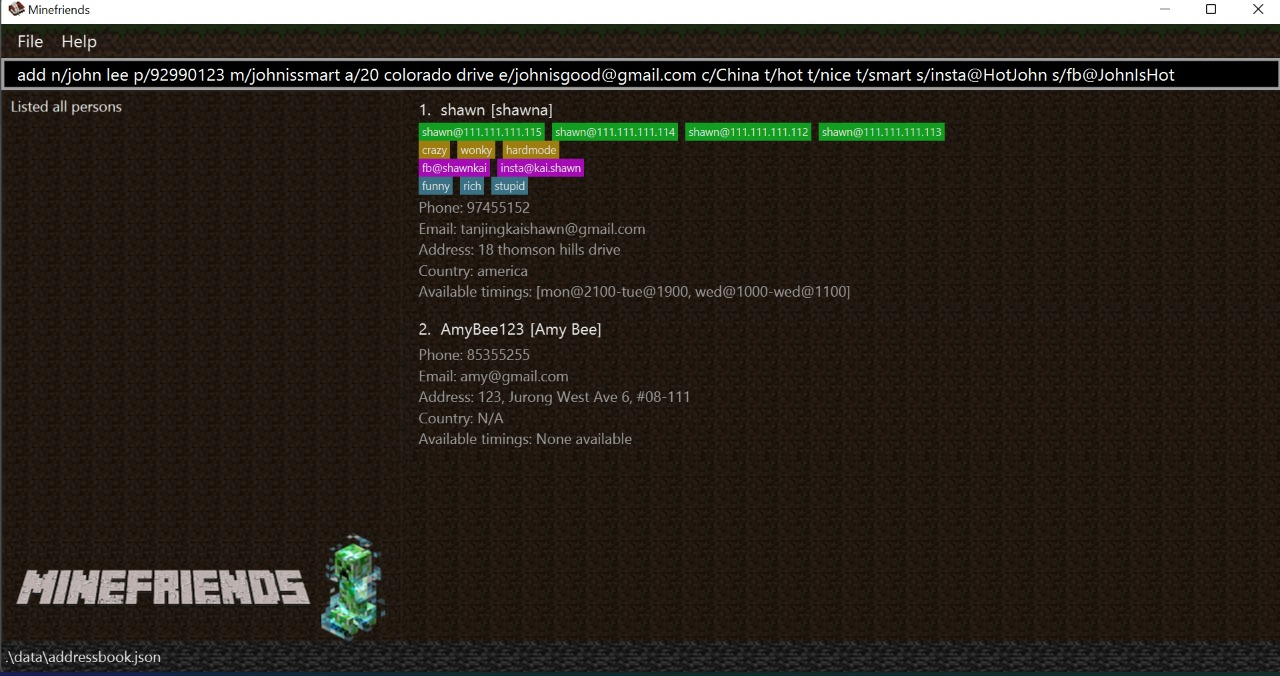 Minefriends
File Help
add n/john lee p/92990123 m/johnissmart a/20 colorado drive e/johnisgood@gmail.com c/China t/hot t/nice t/smart s/insta@HotJohn s/fb@JohnIsHot
Listed all persons
1. shawn [shawna]
shawn@111.111.111.115 shawn@111.111.111.114 shawn@111.111.111.112 shawn@111.111.111.113
crazy wonky hardmode
fb@shawnkai insta@kai.shawn
funny rich stupid
Phone: 97455152
Email: tanjingkaishawn@gmail.com
Address: 18 thomson hills drive
Country: america
Available timings: [mon@2100-tue@1900, wed@1000-wed@1100]
2. AmyBee123 [Amy Bee]
Phone: 85355255
Email: amy@gmail.com
Address: 123, Jurong West Ave 6, #08-111
Country: N/A
Available timings: None available
MINEFRIENDS
.\data\addressbook.json